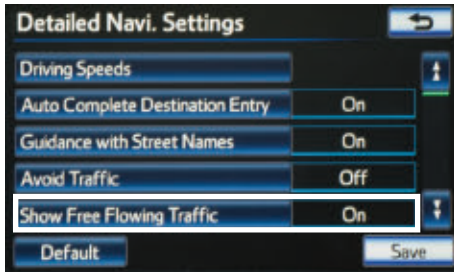 Detailed Navi. Settings
Driving Speeds
Auto Complete Destination Entry On
Guidance with Street Names On
Avoid Traffic Off
Show Free Flowing Traffic On
Default Save